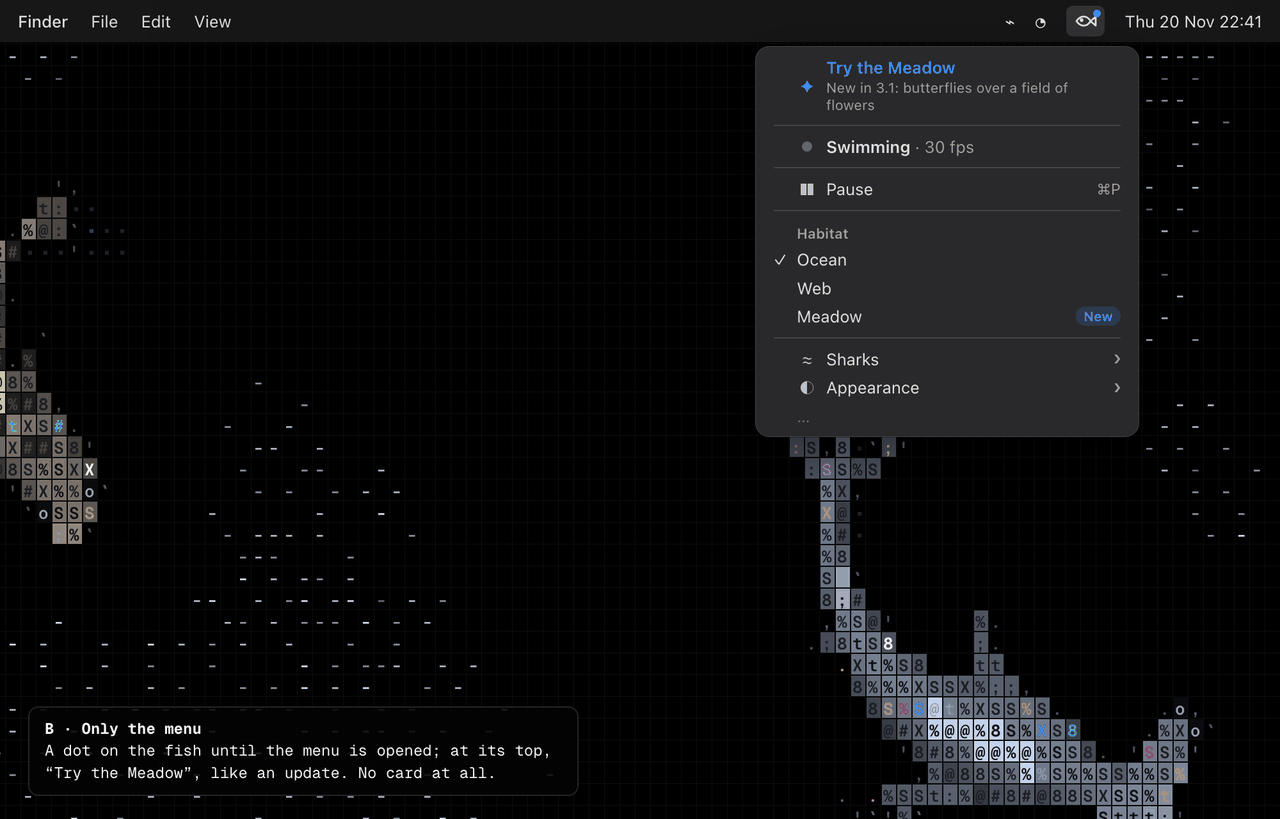 Finder File Edit View Thu 20 Nov 22:41
Try the Meadow
New in 3.1: butterflies over a field of
flowers
Swimming · 30 fps
Pause ⌘P
Habitat
✓ Ocean
Web
Meadow New
Sharks
Appearance
...
B · Only the menu
A dot on the fish until the menu is opened; at its top,
“Try the Meadow”, like an update. No card at all.